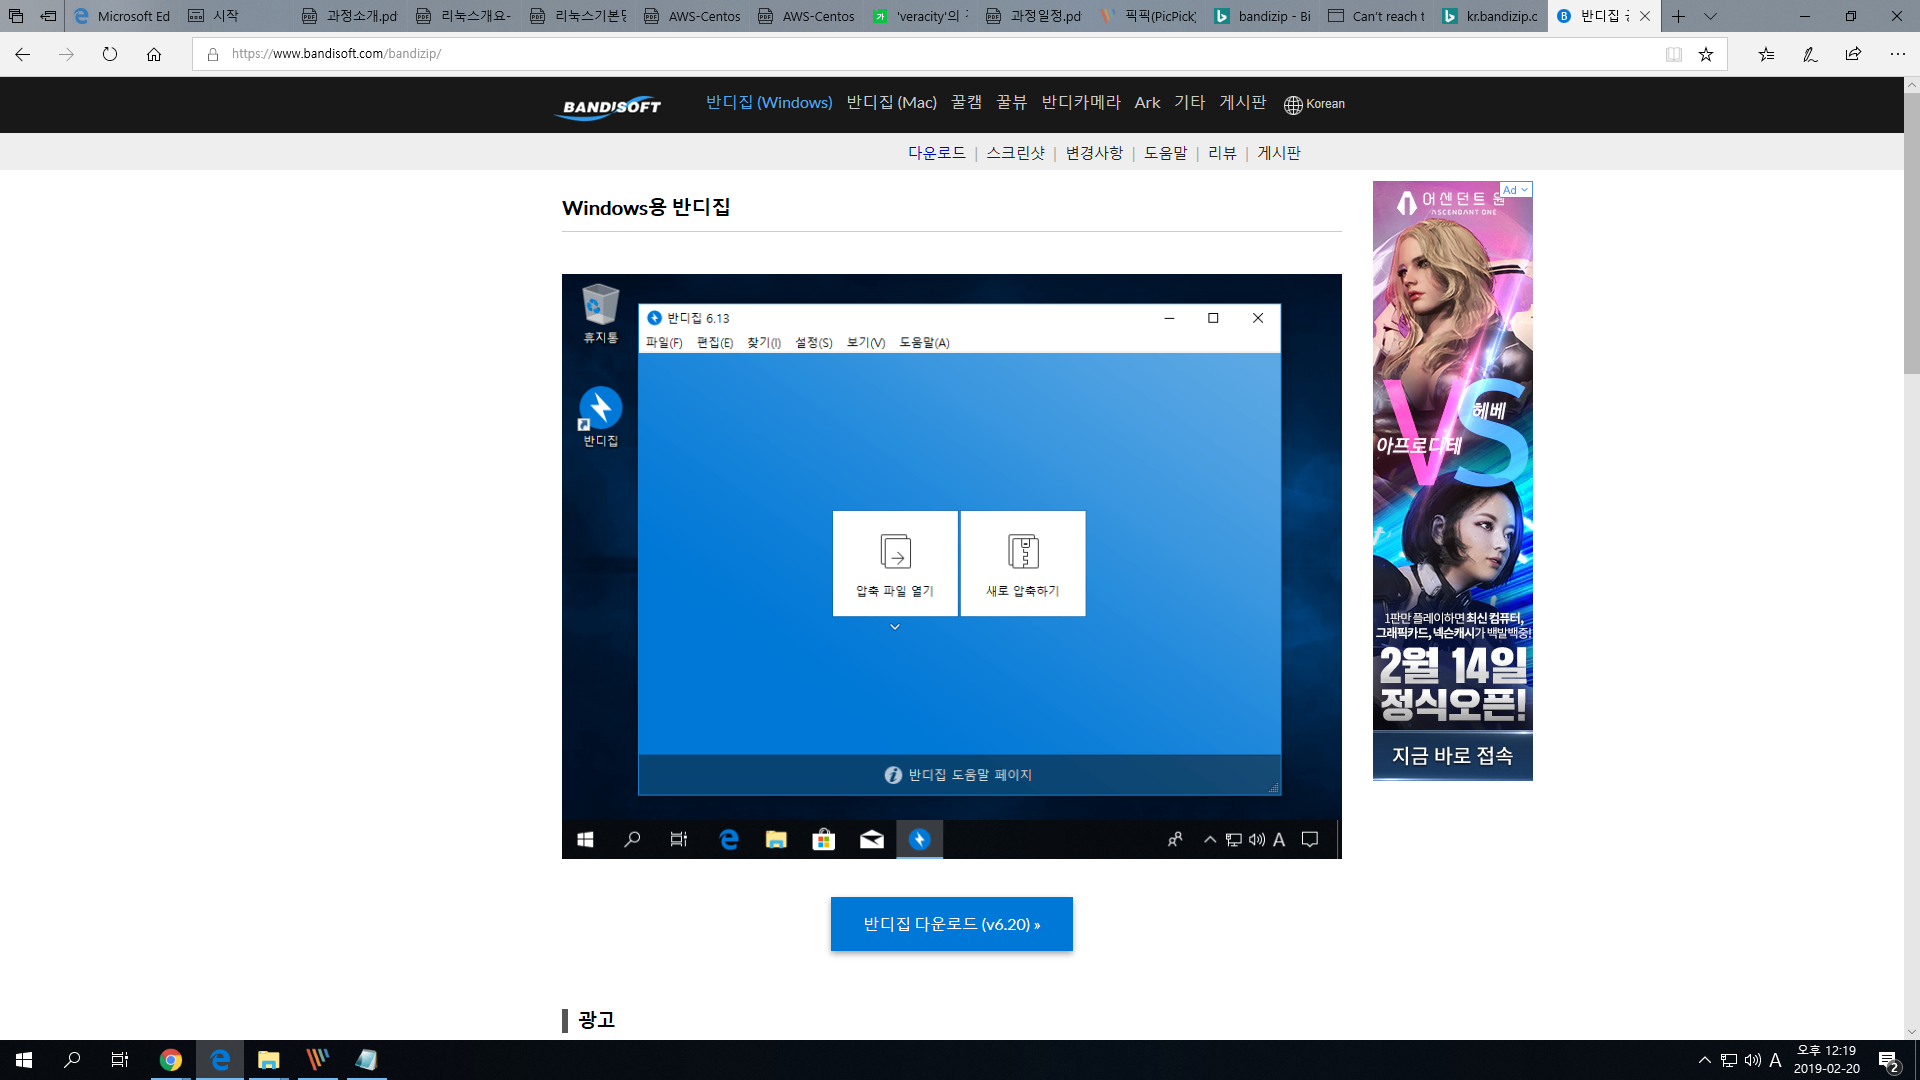 Microsoft Ed
시작
과정소개.pd
리눅스개요-
리눅스기본명
AWS-Centos
AWS-Centos
'veracity'의 검
과정일정.pd
픽픽(PicPick)
bandizip - Bi
Can't reach t
kr.bandizip.c
반디집 공
https://www.bandisoft.com/bandizip/
BANDISOFT
반디집 (Windows)
반디집 (Mac)
꿀캠
꿀뷰
반디카메라
Ark
기타
게시판
Korean
다운로드 | 스크린샷 | 변경사항 | 도움말 | 리뷰 | 게시판
Windows용 반디집
휴지통
반디집
반디집 6.13
파일(F) 편집(E) 찾기(I) 설정(S) 보기(V) 도움말(A)
압축 파일 열기
새로 압축하기
반디집 도움말 페이지
A
Ad
어센던트 원
ASCENDANT ONE
VS
헤베
아프로디테
1판만 플레이하면 최신 컴퓨터,
그래픽카드, 넥슨캐시가 백발백중!
2월 14일
정식오픈!
지금 바로 접속
반디집 다운로드 (v6.20) »
광고
A
오후 12:19
2019-02-20
2